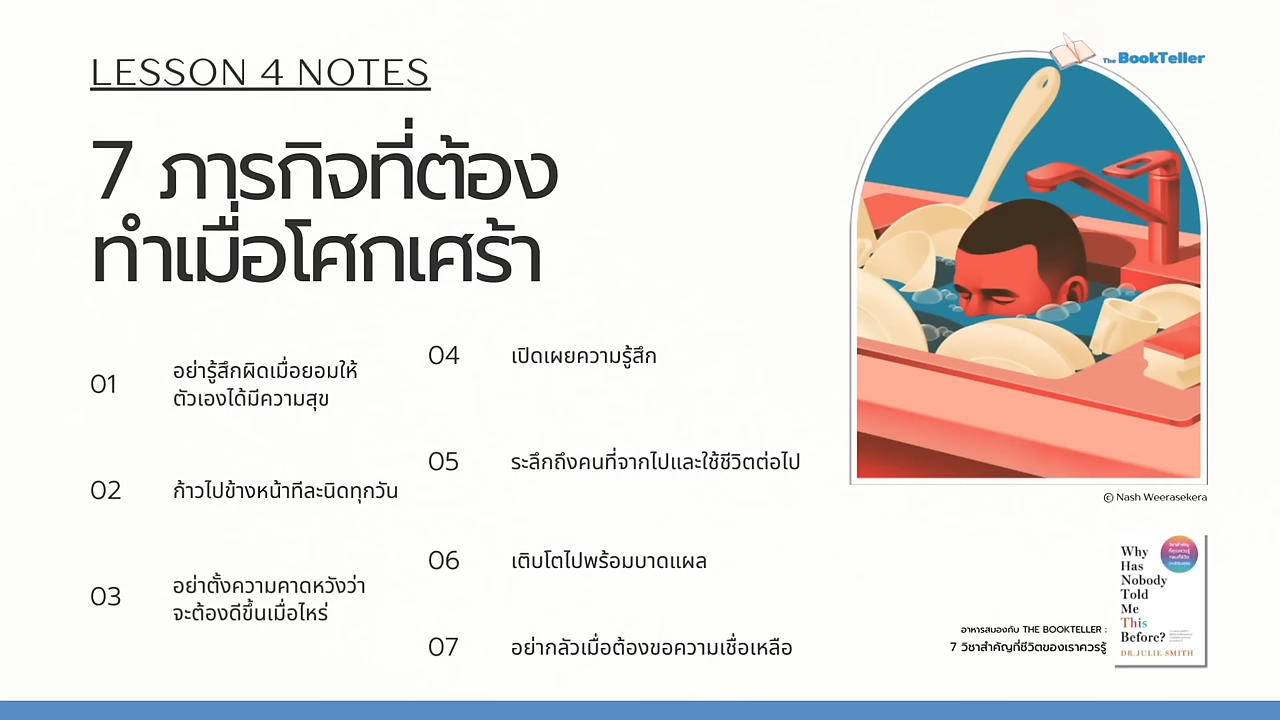 LESSON 4 NOTES
The BookTeller
7 ภารกิจที่ต้อง
ทำเมื่อโศกเศร้า
01
อย่ารู้สึกผิดเมื่อยอมให้
ตัวเองได้มีความสุข
02
ก้าวไปข้างหน้าทีละนิดทุกวัน
03
อย่าตั้งความคาดหวังว่า
จะต้องดีขึ้นเมื่อไหร่
04
เปิดเผยความรู้สึก
05
ระลึกถึงคนที่จากไปและใช้ชีวิตต่อไป
06
เติบโตไปพร้อมบาดแผล
07
อย่ากลัวเมื่อต้องขอความเชื่อเหลือ
© Nash Weerasekera
อาหารสมองกับ THE BOOKTELLER :
7 วิชาสำคัญที่ชีวิตของเราควรรู้
Why
Has
Nobody
Told
Me
This
Before?
DR. JULIE SMITH